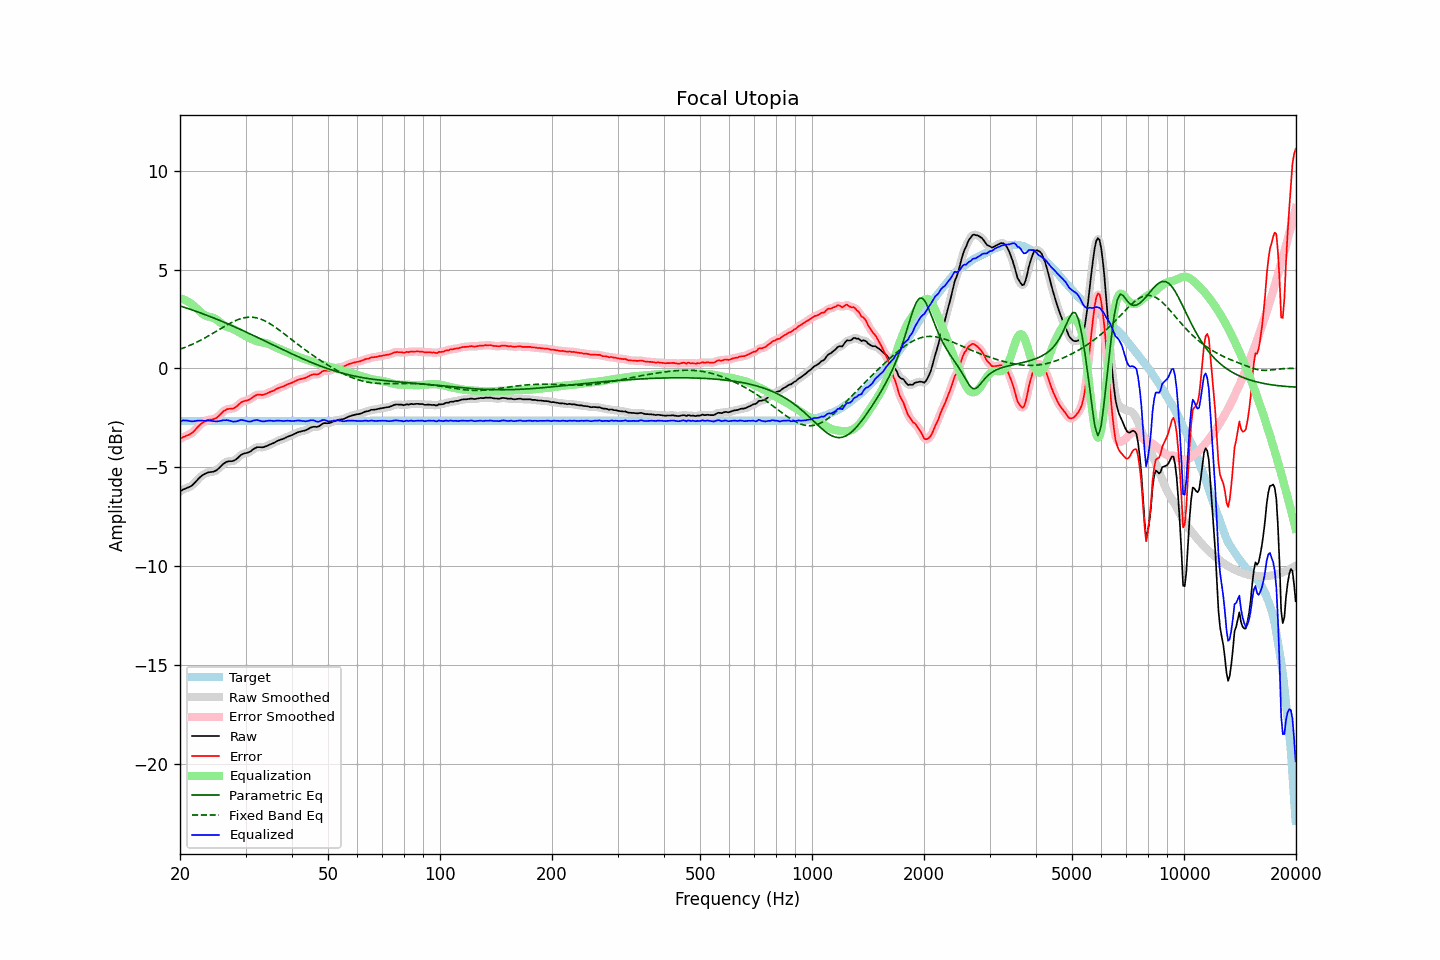 Focal Utopia
10
5
0
−5
−10
−15
−20
Amplitude (dBr)
Target
Raw Smoothed
Error Smoothed
Raw
Error
Equalization
Parametric Eq
Fixed Band Eq
Equalized
20 50 100 200 500 1000 2000 5000 10000 20000
Frequency (Hz)